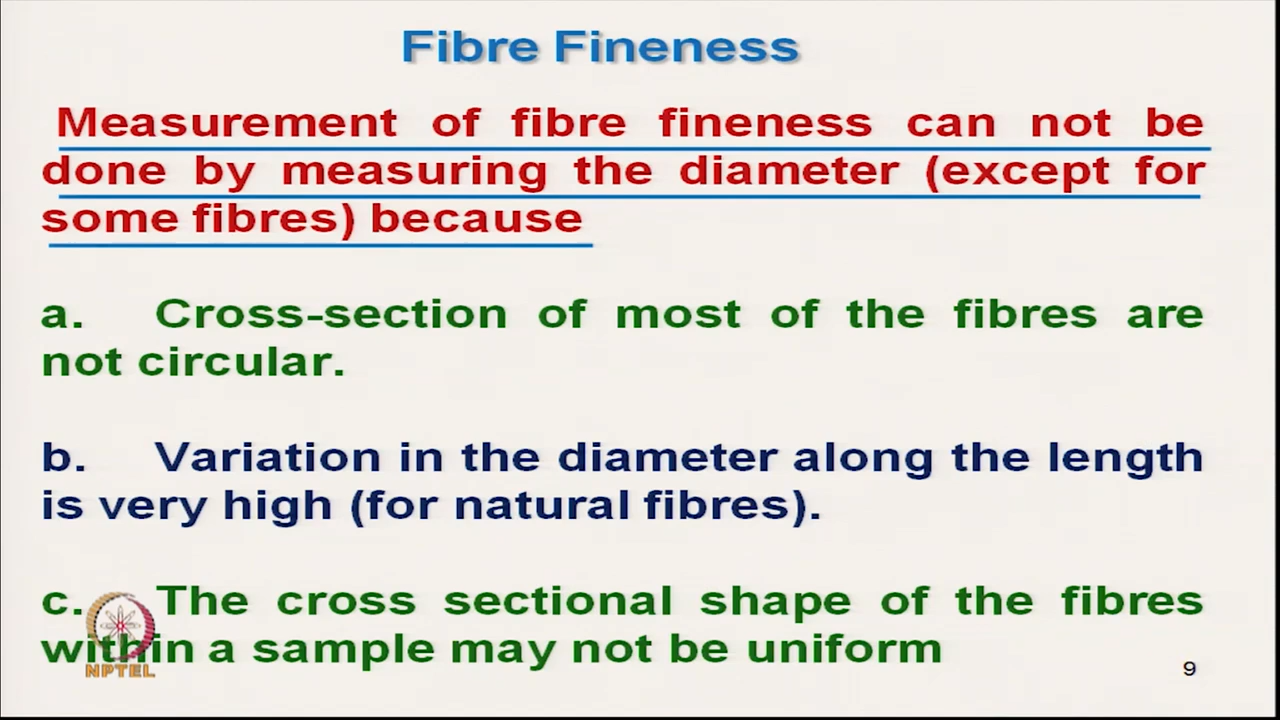 Fibre Fineness
Measurement of fibre fineness can not be
done by measuring the diameter (except for
some fibres) because
a. Cross-section of most of the fibres are
not circular.
b. Variation in the diameter along the length
is very high (for natural fibres).
c. The cross sectional shape of the fibres
within a sample may not be uniform
NPTEL
9